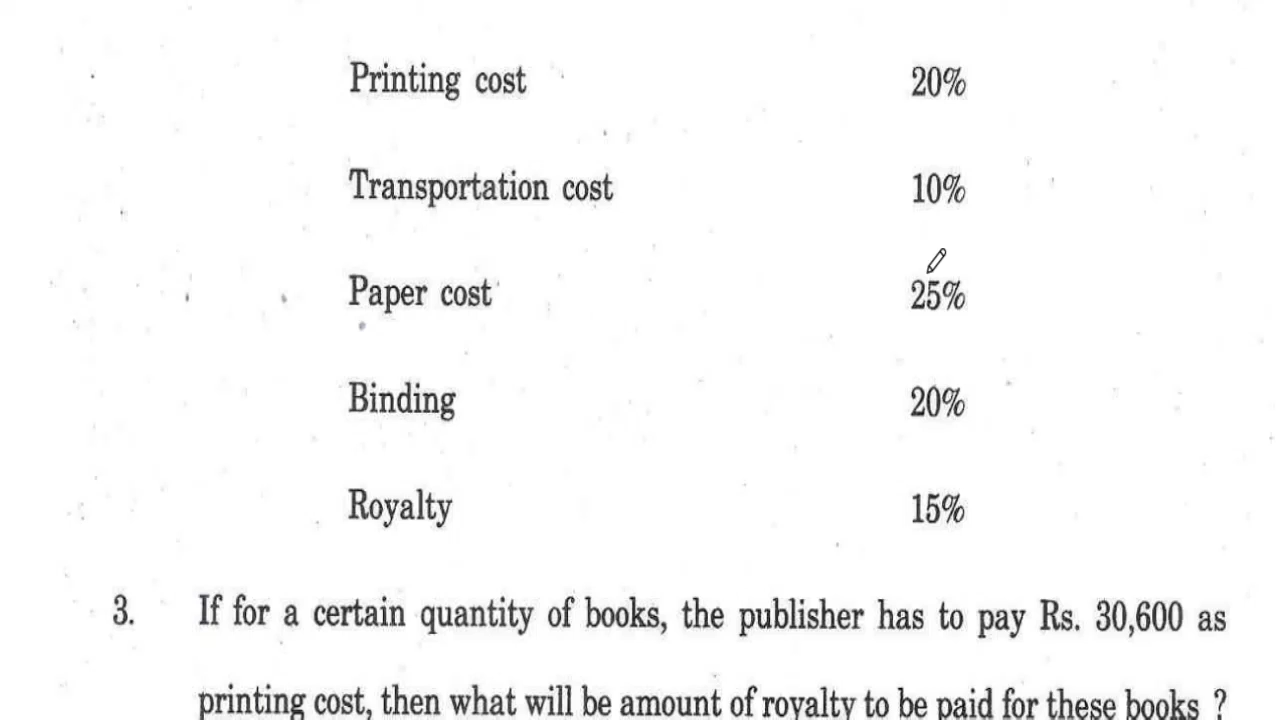 Printing cost 20%
Transportation cost 10%
Paper cost 25%
Binding 20%
Royalty 15%
3. If for a certain quantity of books, the publisher has to pay Rs. 30,600 as
printing cost, then what will be amount of royalty to be paid for these books ?